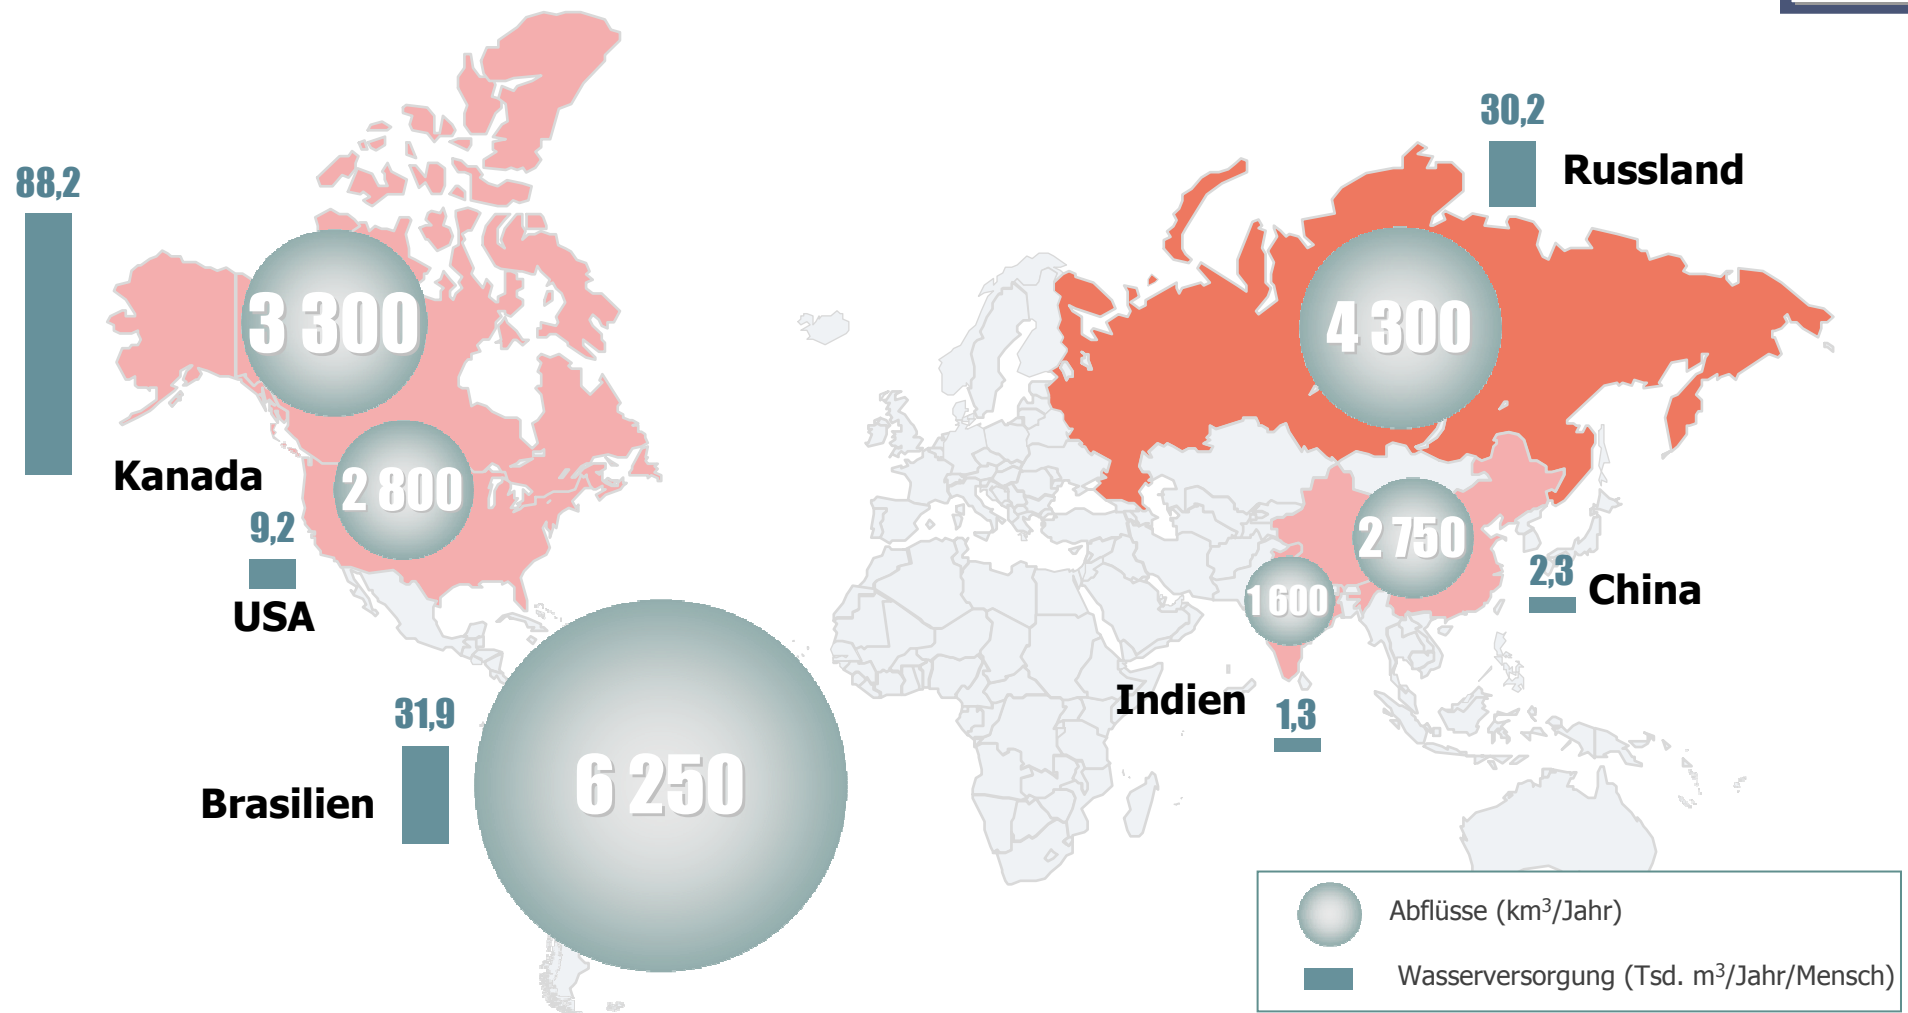 30,2
Russland
88,2
3 300
4 300
Kanada
2 800
9,2
USA
2 750
2,3
China
1 600
Indien
1,3
31,9
Brasilien
6 250
Abflüsse (km³/Jahr)
Wasserversorgung (Tsd. m³/Jahr/Mensch)